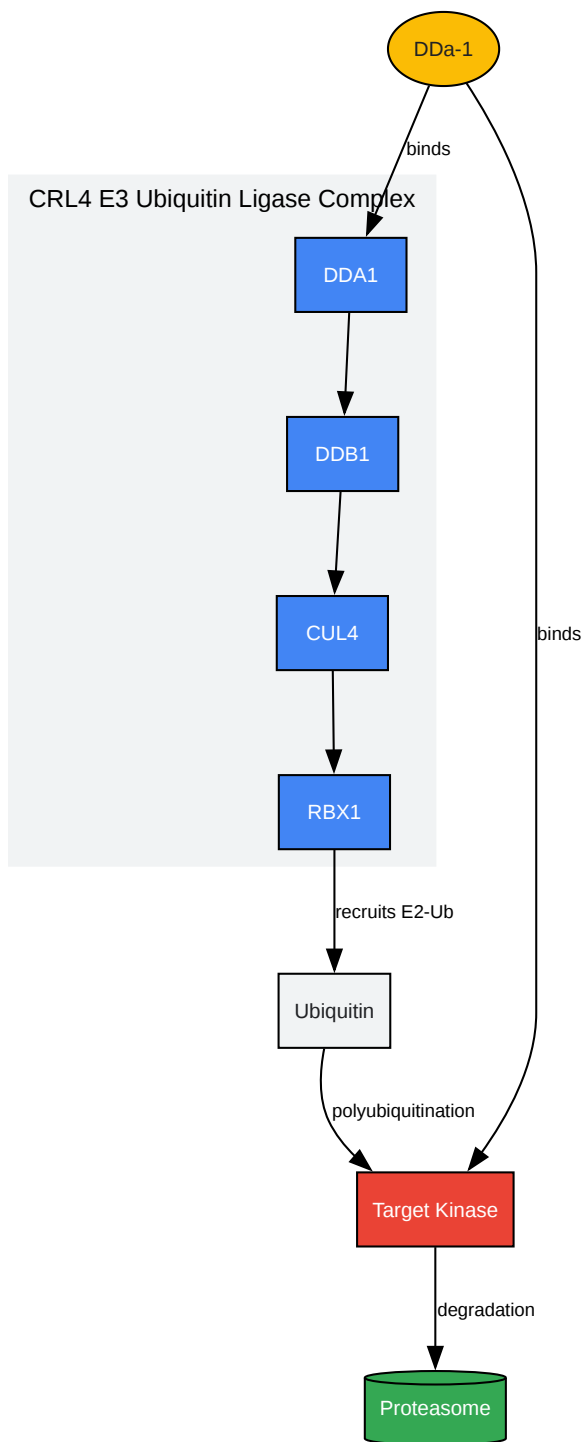 DDa-1
binds
CRL4 E3 Ubiquitin Ligase Complex
DDA1
DDB1
CUL4
binds
RBX1
recruits E2-Ub
Ubiquitin
polyubiquitination
Target Kinase
degradation
Proteasome